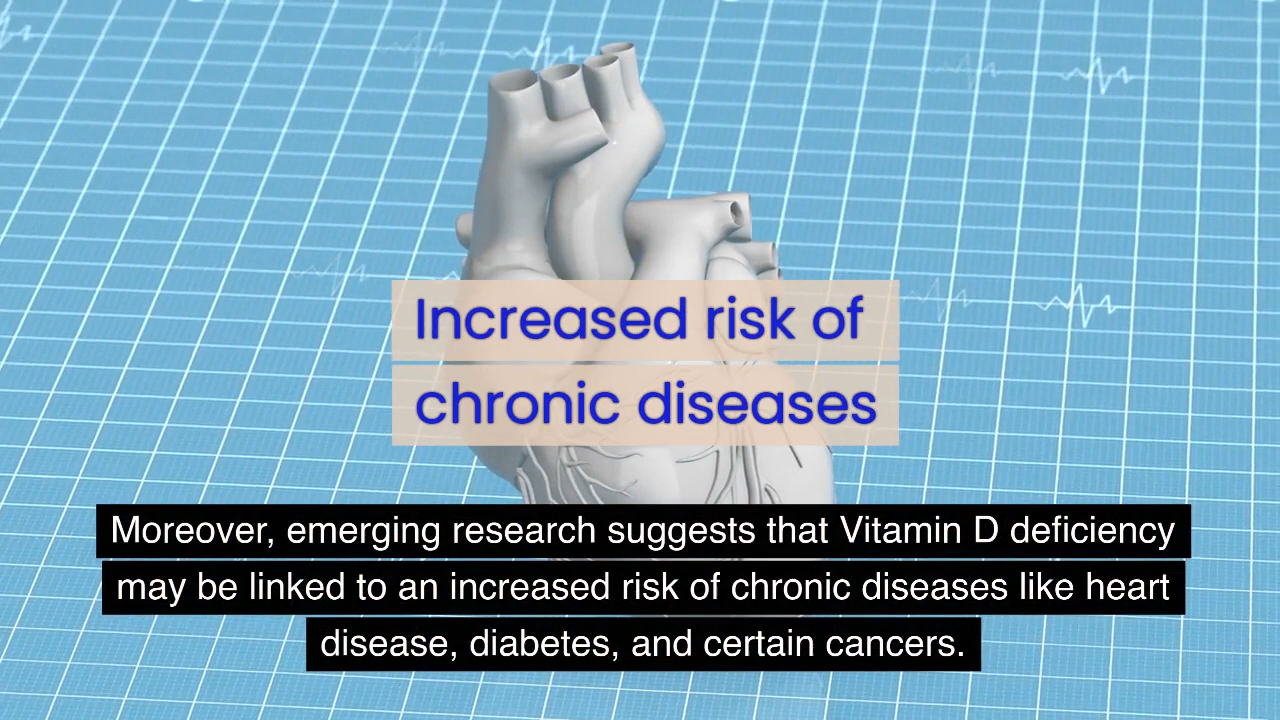 Increased risk of
chronic diseases
Moreover, emerging research suggests that Vitamin D deficiency
may be linked to an increased risk of chronic diseases like heart
disease, diabetes, and certain cancers.